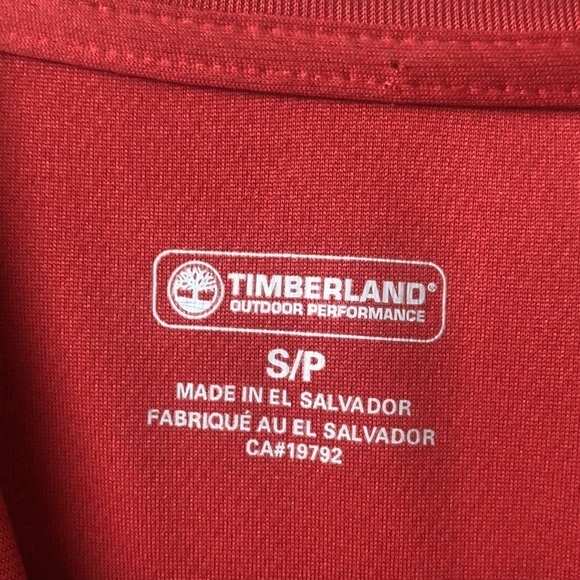 TIMBERLAND®
OUTDOOR PERFORMANCE
S/P
MADE IN EL SALVADOR
FABRIQUÉ AU EL SALVADOR
CA#19792